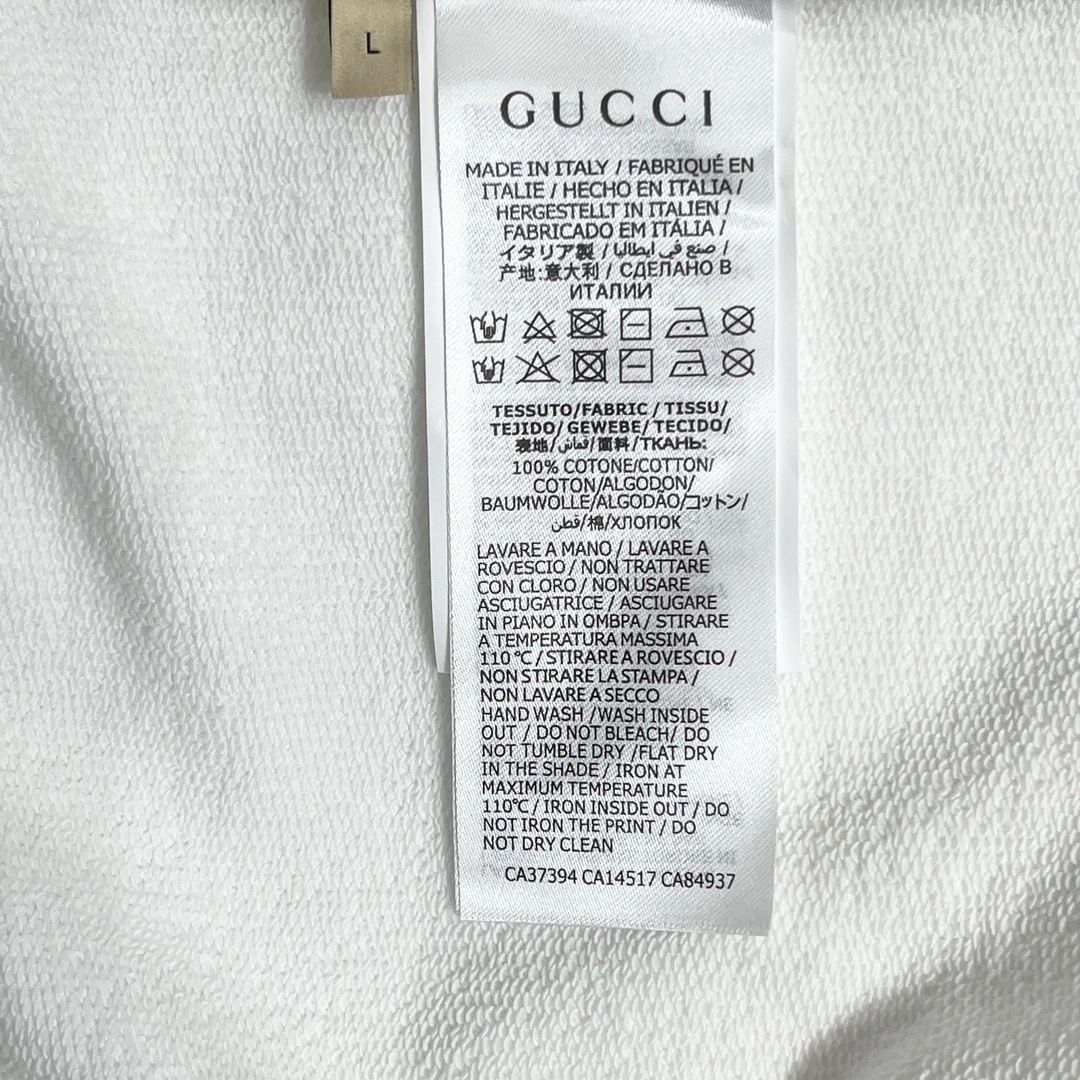 L
GUCCI
MADE IN ITALY / FABRIQUÉ EN
ITALIE / HECHO EN ITALIA /
HERGESTELLT IN ITALIEN /
FABRICADO EM ITÁLIA /
イタリア製 / صنع في ايطاليا /
产地:意大利 / СДЕЛАНО В
ИТАЛИИ
TESSUTO/FABRIC / TISSU/
TEJIDO/ GEWEBE/ TECIDO/
表地/قماش/面料/ТКАНЬ:
100% COTONE/COTTON/
COTON/ALGODON/
BAUMWOLLE/ALGODÃO/コットン/
قطن/棉/ХЛОПОК
LAVARE A MANO / LAVARE A
ROVESCIO / NON TRATTARE
CON CLORO / NON USARE
ASCIUGATRICE / ASCIUGARE
IN PIANO IN OMBPA / STIRARE
A TEMPERATURA MASSIMA
110 ℃ / STIRARE A ROVESCIO /
NON STIRARE LA STAMPA /
NON LAVARE A SECCO
HAND WASH /WASH INSIDE
OUT / DO NOT BLEACH/ DO
NOT TUMBLE DRY /FLAT DRY
IN THE SHADE / IRON AT
MAXIMUM TEMPERATURE
110℃ / IRON INSIDE OUT / DO
NOT IRON THE PRINT / DO
NOT DRY CLEAN
CA37394 CA14517 CA84937